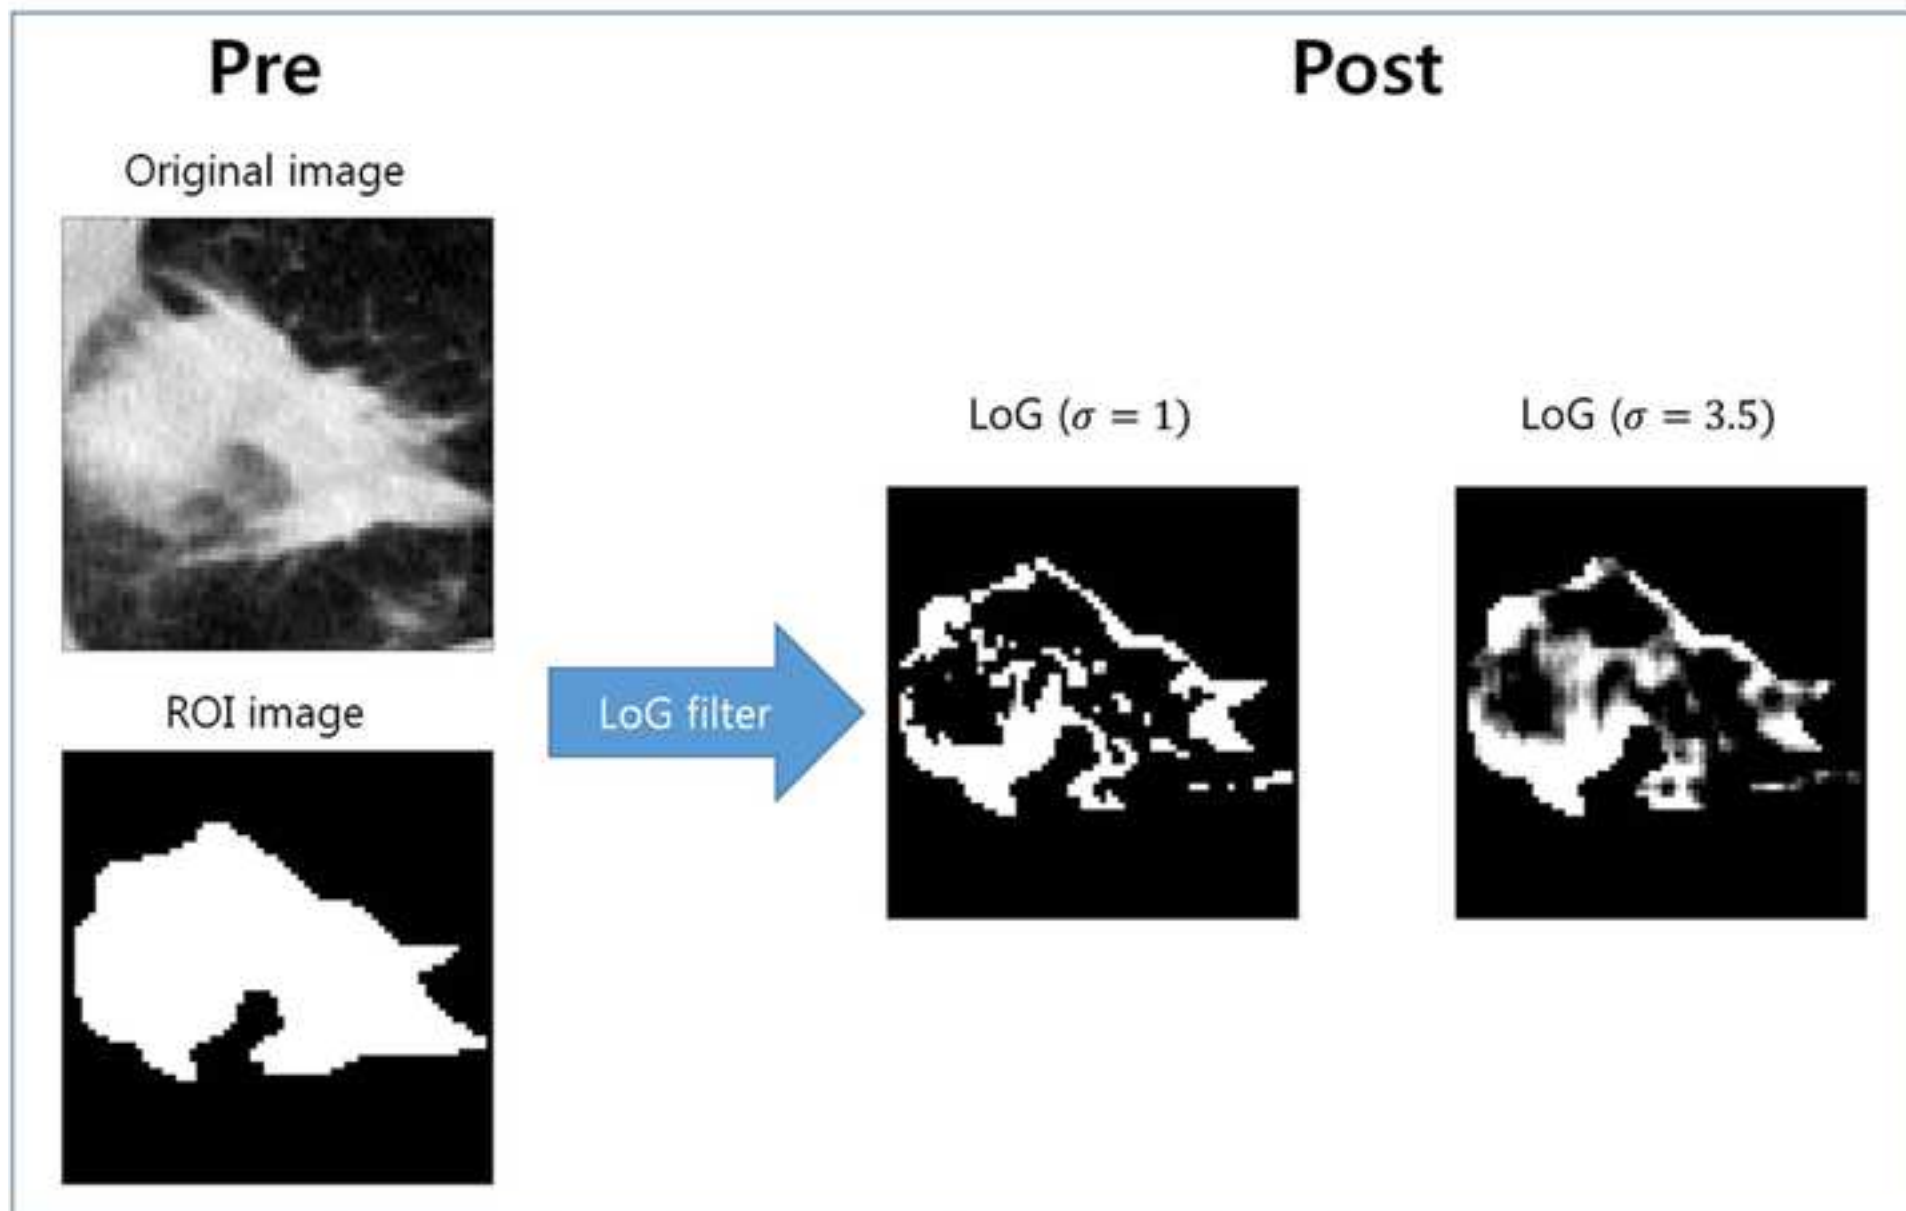 Pre
Post
Original image
ROI image
LoG filter
LoG (σ = 1)
LoG (σ = 3.5)